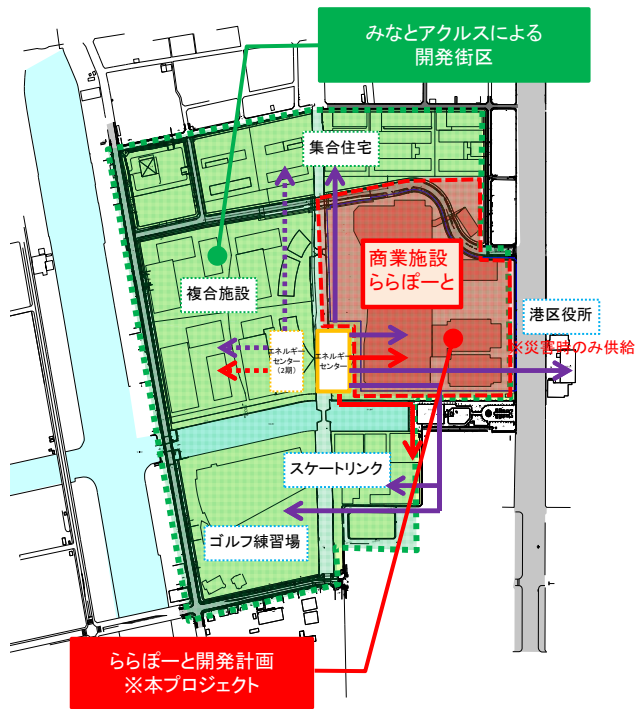 みなとアクルスによる
開発街区
集合住宅
商業施設
ららぽーと
複合施設
港区役所
※災害時のみ供給
エネルギー
センター
(2期)
エネルギー
センター
スケートリンク
ゴルフ練習場
ららぽーと開発計画
※本プロジェクト